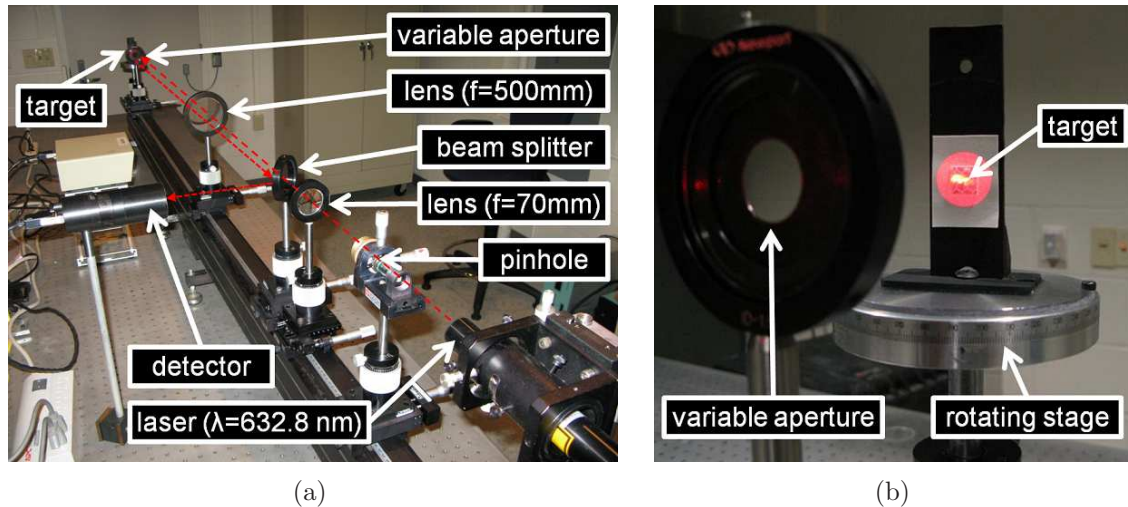 variable aperture
lens (f=500mm)
target
beam splitter
lens (f=70mm)
pinhole
detector
laser (λ=632.8 nm)
(a)
Newport
target
variable aperture
rotating stage
(b)